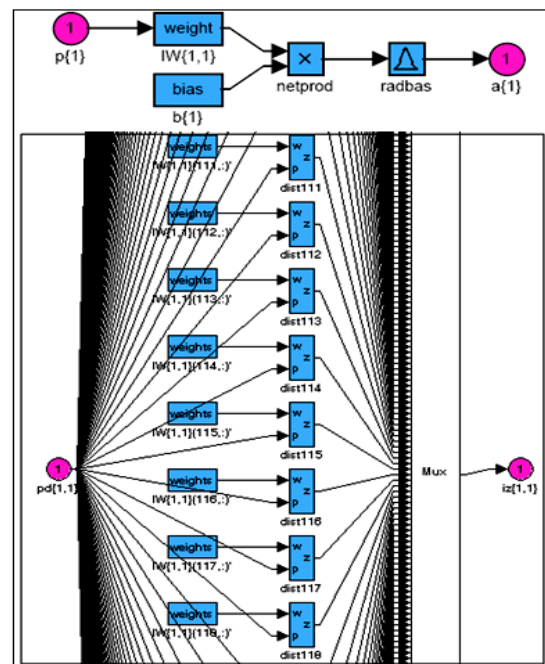 1
weight
1
p{1}
IW{1,1}
netprod
radbas
a{1}
bias
b{1}
weights
w
z
p
IW{1,1}(111,:)'
dist111
weights
w
z
p
IW{1,1}(112,:)'
dist112
weights
w
z
p
IW{1,1}(113,:)'
dist113
weights
w
z
p
IW{1,1}(114,:)'
dist114
weights
w
z
p
IW{1,1}(115,:)'
dist115
1
Mux
1
pd{1,1}
iz{1,1}
weights
w
z
p
IW{1,1}(116,:)'
dist116
weights
w
z
p
IW{1,1}(117,:)'
dist117
weights
w
z
p
IW{1,1}(118,:)'
dist118